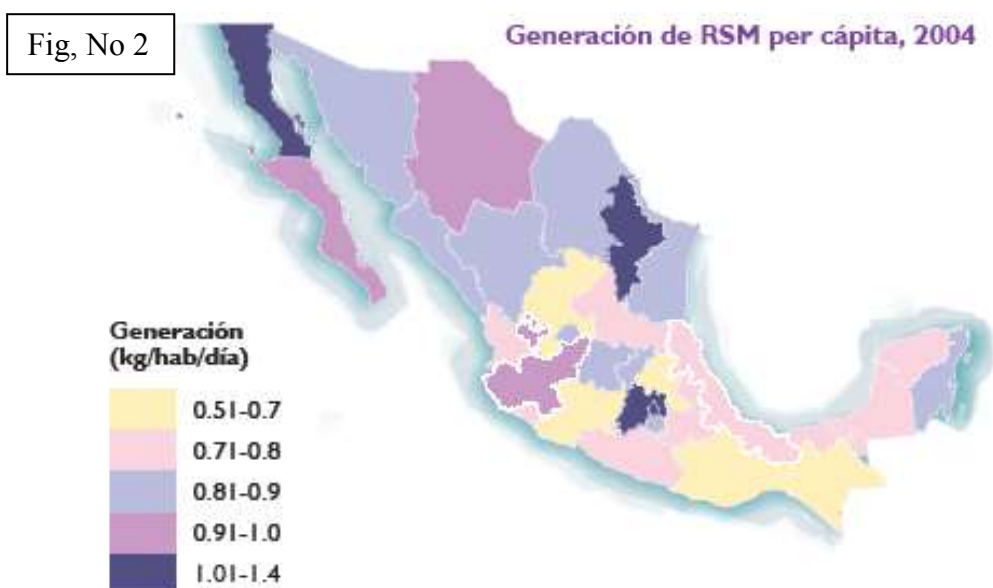 Fig, No 2
Generación de RSM per cápita, 2004
Generación
(kg/hab/día)
0.51-0.7
0.71-0.8
0.81-0.9
0.91-1.0
1.01-1.4